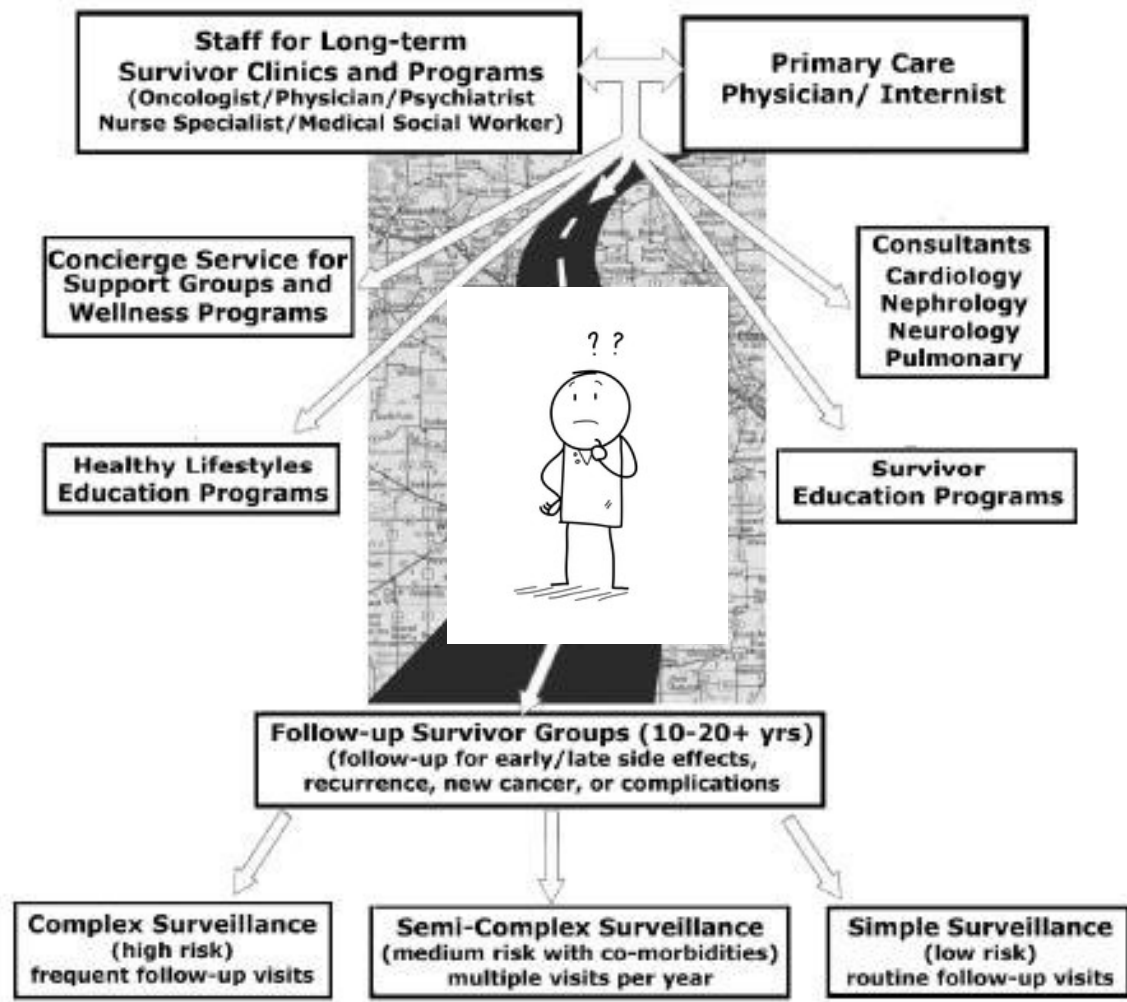 Staff for Long-term
Survivor Clinics and Programs
(Oncologist/Physician/Psychiatrist
Nurse Specialist/Medical Social Worker)
Primary Care
Physician/ Internist
Concierge Service for
Support Groups and
Wellness Programs
Consultants
Cardiology
Nephrology
Neurology
Pulmonary
? ?
Healthy Lifestyles
Education Programs
Survivor
Education Programs
Follow-up Survivor Groups (10-20+ yrs)
(follow-up for early/late side effects,
recurrence, new cancer, or complications
Complex Surveillance
(high risk)
frequent follow-up visits
Semi-Complex Surveillance
(medium risk with co-morbidities)
multiple visits per year
Simple Surveillance
(low risk)
routine follow-up visits